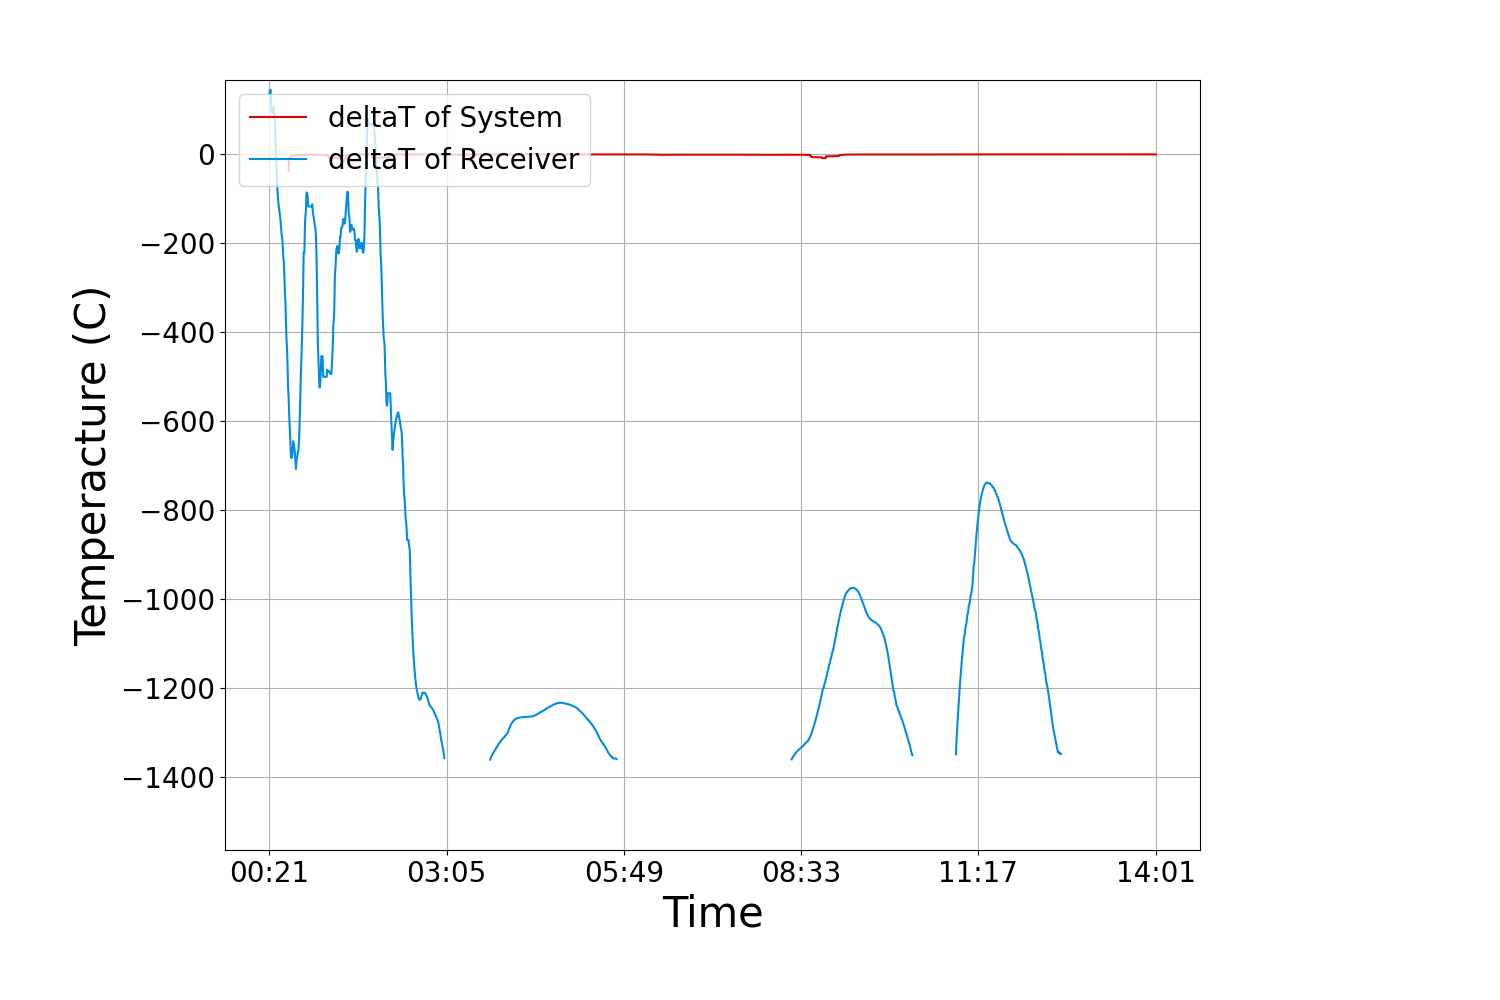 deltaT of System
deltaT of Receiver
0
−200
−400
−600
−800
−1000
−1200
−1400
Temperacture (C)
00:21 03:05 05:49 08:33 11:17 14:01
Time